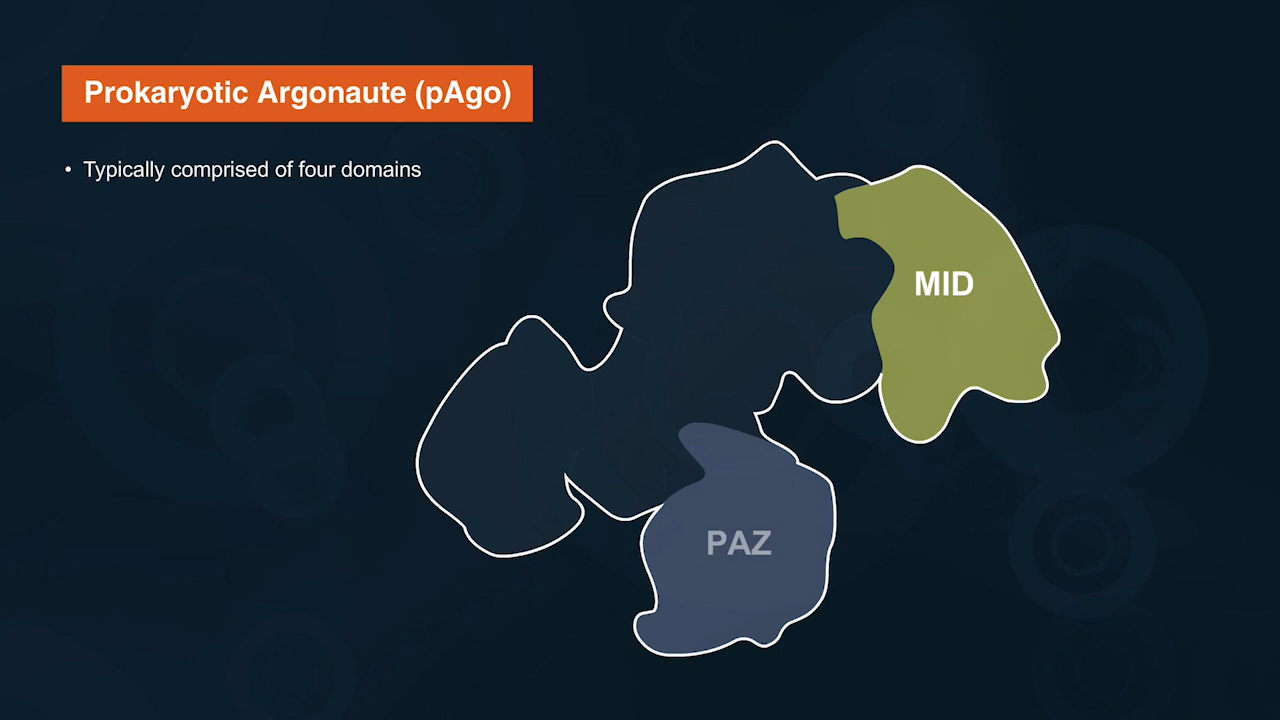 Prokaryotic Argonaute (pAgo)
• Typically comprised of four domains
MID
PAZ